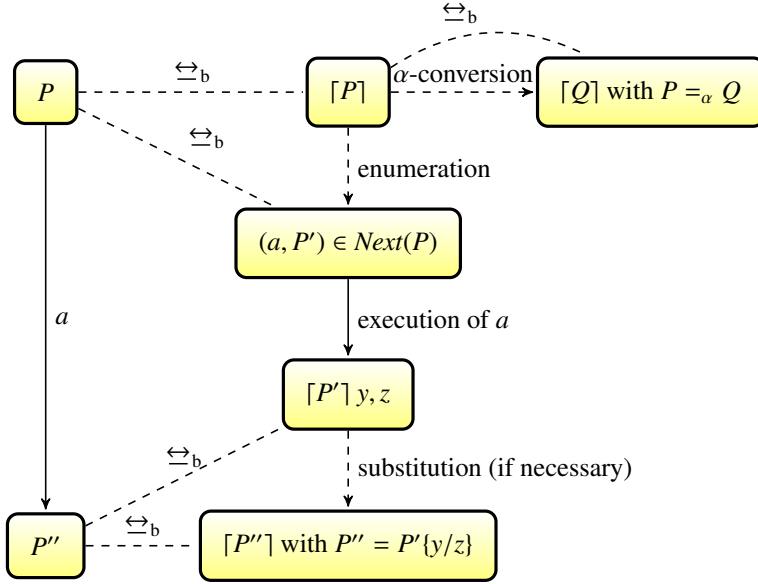 ↔b
P
↔b
⌈P⌉
α-conversion
⌈Q⌉ with P =α Q
↔b
enumeration
(a, P′) ∈ Next(P)
a
execution of a
⌈P′⌉ y, z
↔b
substitution (if necessary)
P′′
↔b
⌈P′′⌉ with P′′ = P′{y/z}